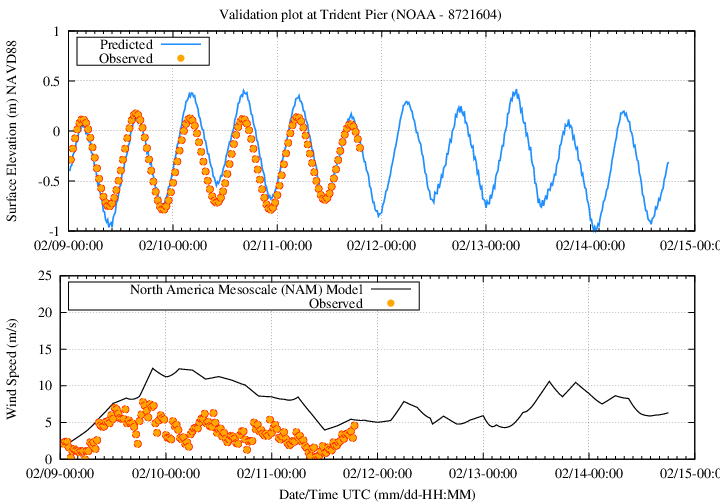 Validation plot at Trident Pier (NOAA - 8721604)
Surface Elevation (m) NAVD88
1
0.5
0
-0.5
-1
Predicted
Observed
02/09-00:00 02/10-00:00 02/11-00:00 02/12-00:00 02/13-00:00 02/14-00:00 02/15-00:00
Wind Speed (m/s)
25
20
15
10
5
0
North America Mesoscale (NAM) Model
Observed
02/09-00:00 02/10-00:00 02/11-00:00 02/12-00:00 02/13-00:00 02/14-00:00 02/15-00:00
Date/Time UTC (mm/dd-HH:MM)